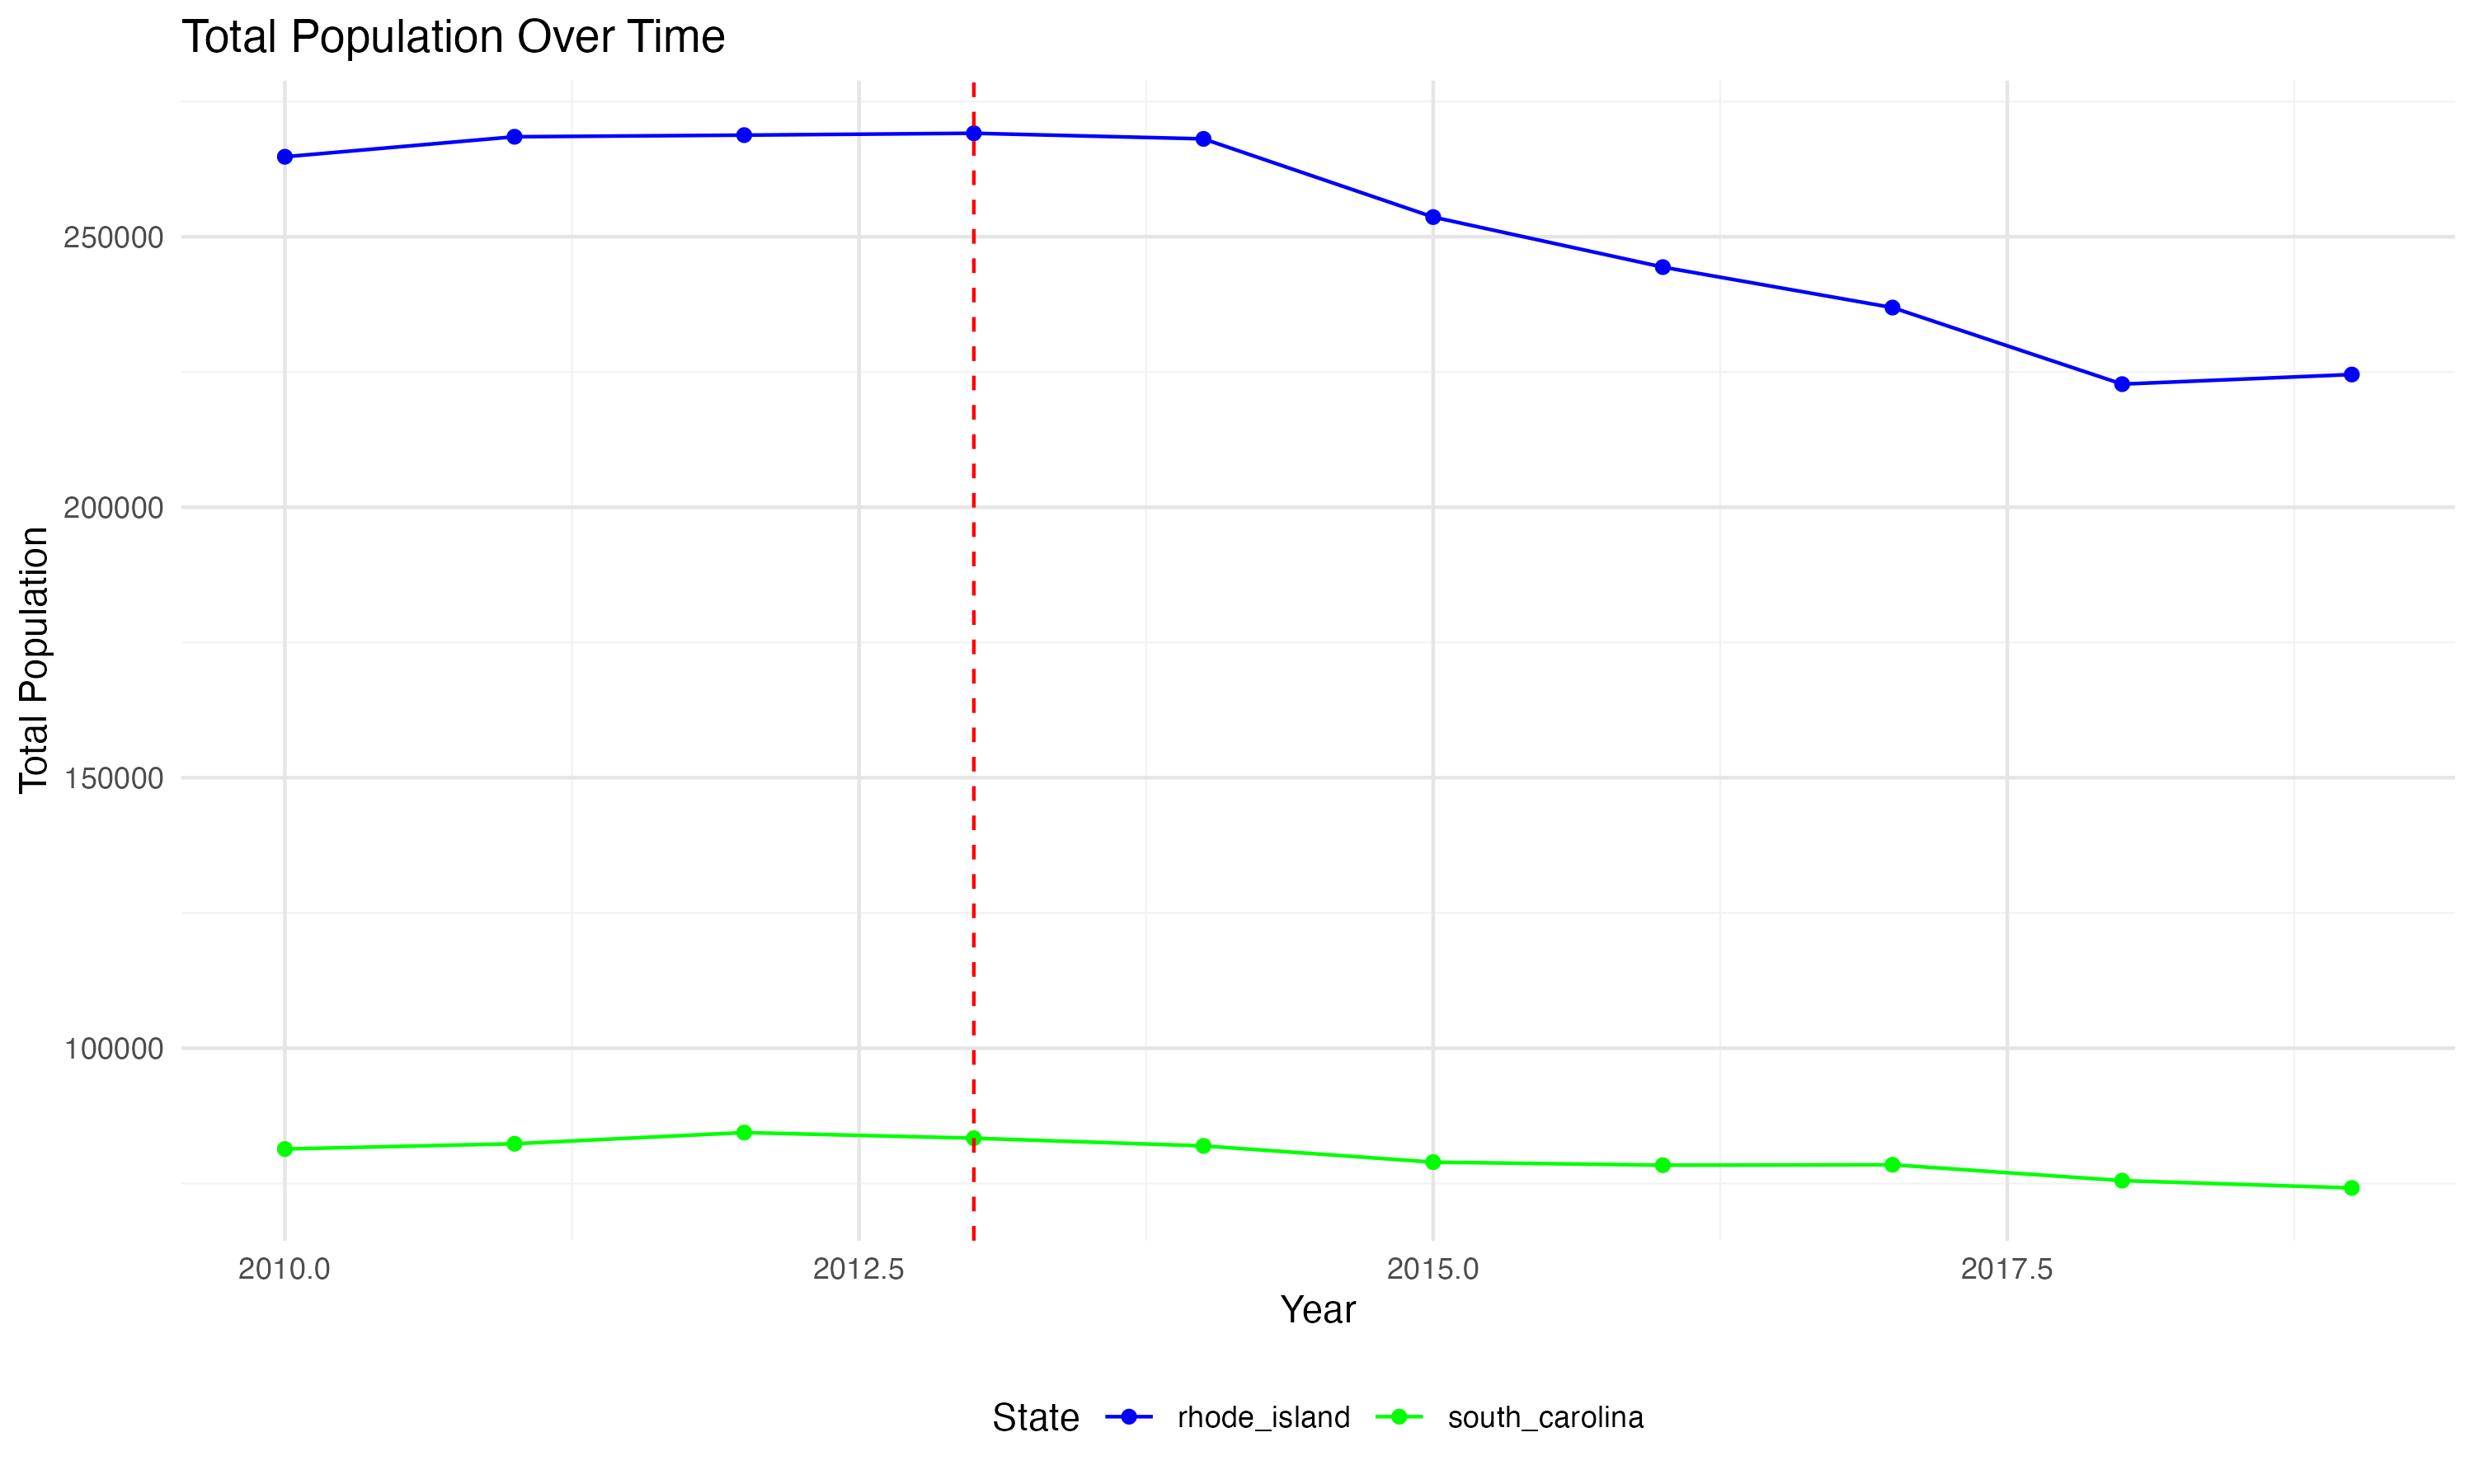 Total Population Over Time
Total Population
250000
200000
150000
100000
2010.0
2012.5
2015.0
2017.5
Year
State
rhode_island
south_carolina